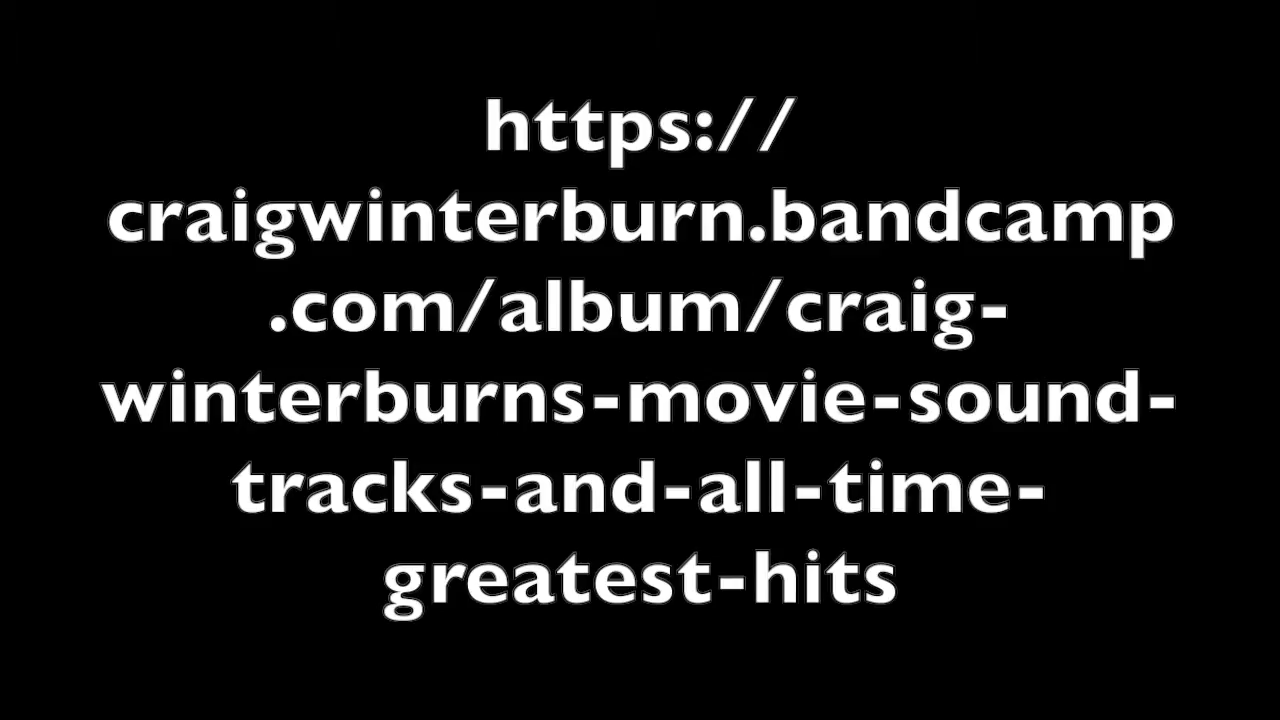 https://
craigwinterburn.bandcamp
.com/album/craig-
winterburns-movie-sound-
tracks-and-all-time-
greatest-hits